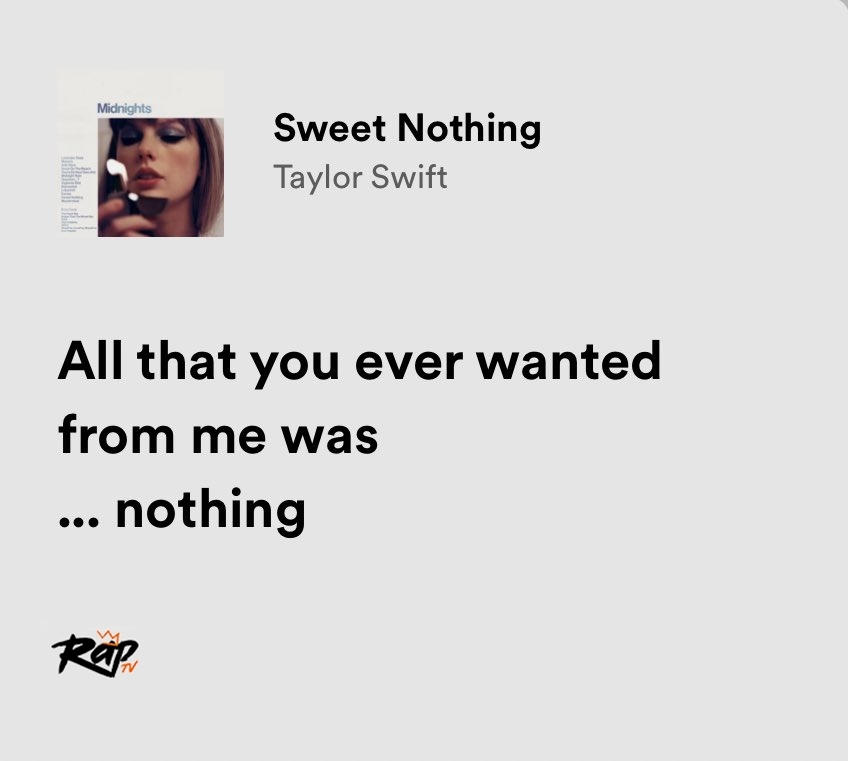 Midnights
Sweet Nothing
Taylor Swift
All that you ever wanted
from me was
... nothing
Rap
TV